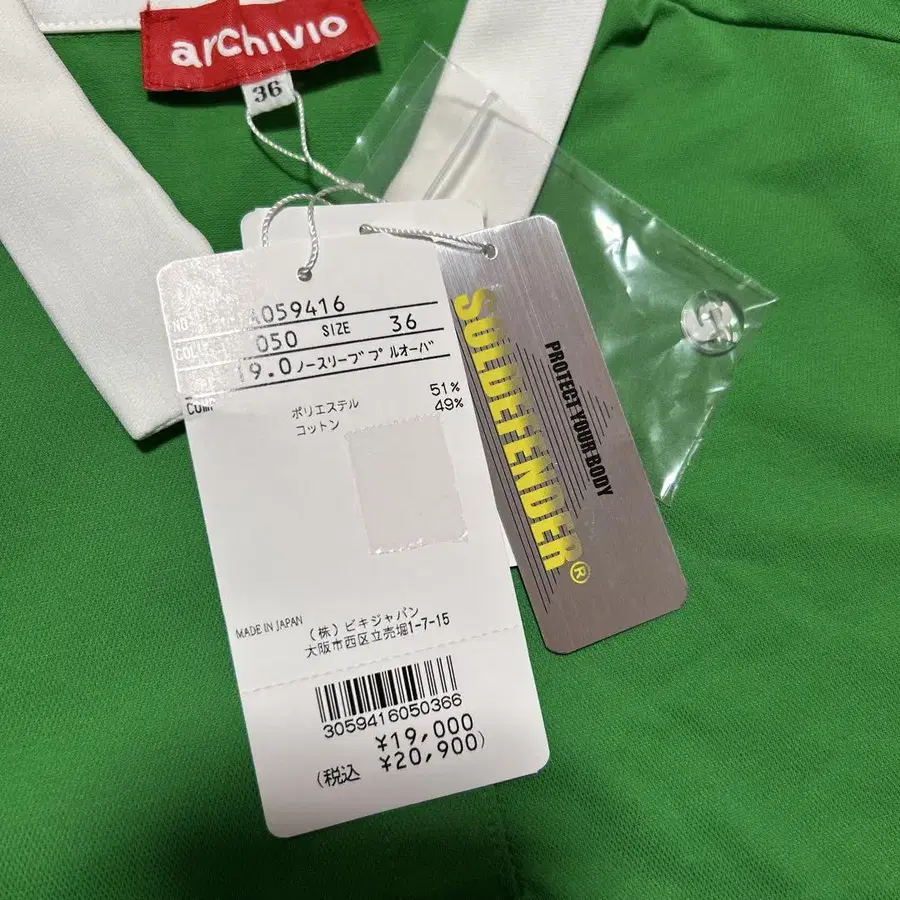 archivio
36
NO. A059416
050 SIZE 36
19.0 ノースリーブプルオーバ
ポリエステル 51%
コットン 49%
MADE IN JAPAN
(株)ビキジャパン
大阪市西区立売堀1-7-15
3059416050366
¥19,000
(税込 ¥20,900)
SOLDEFENDER®
PROTECT YOUR BODY